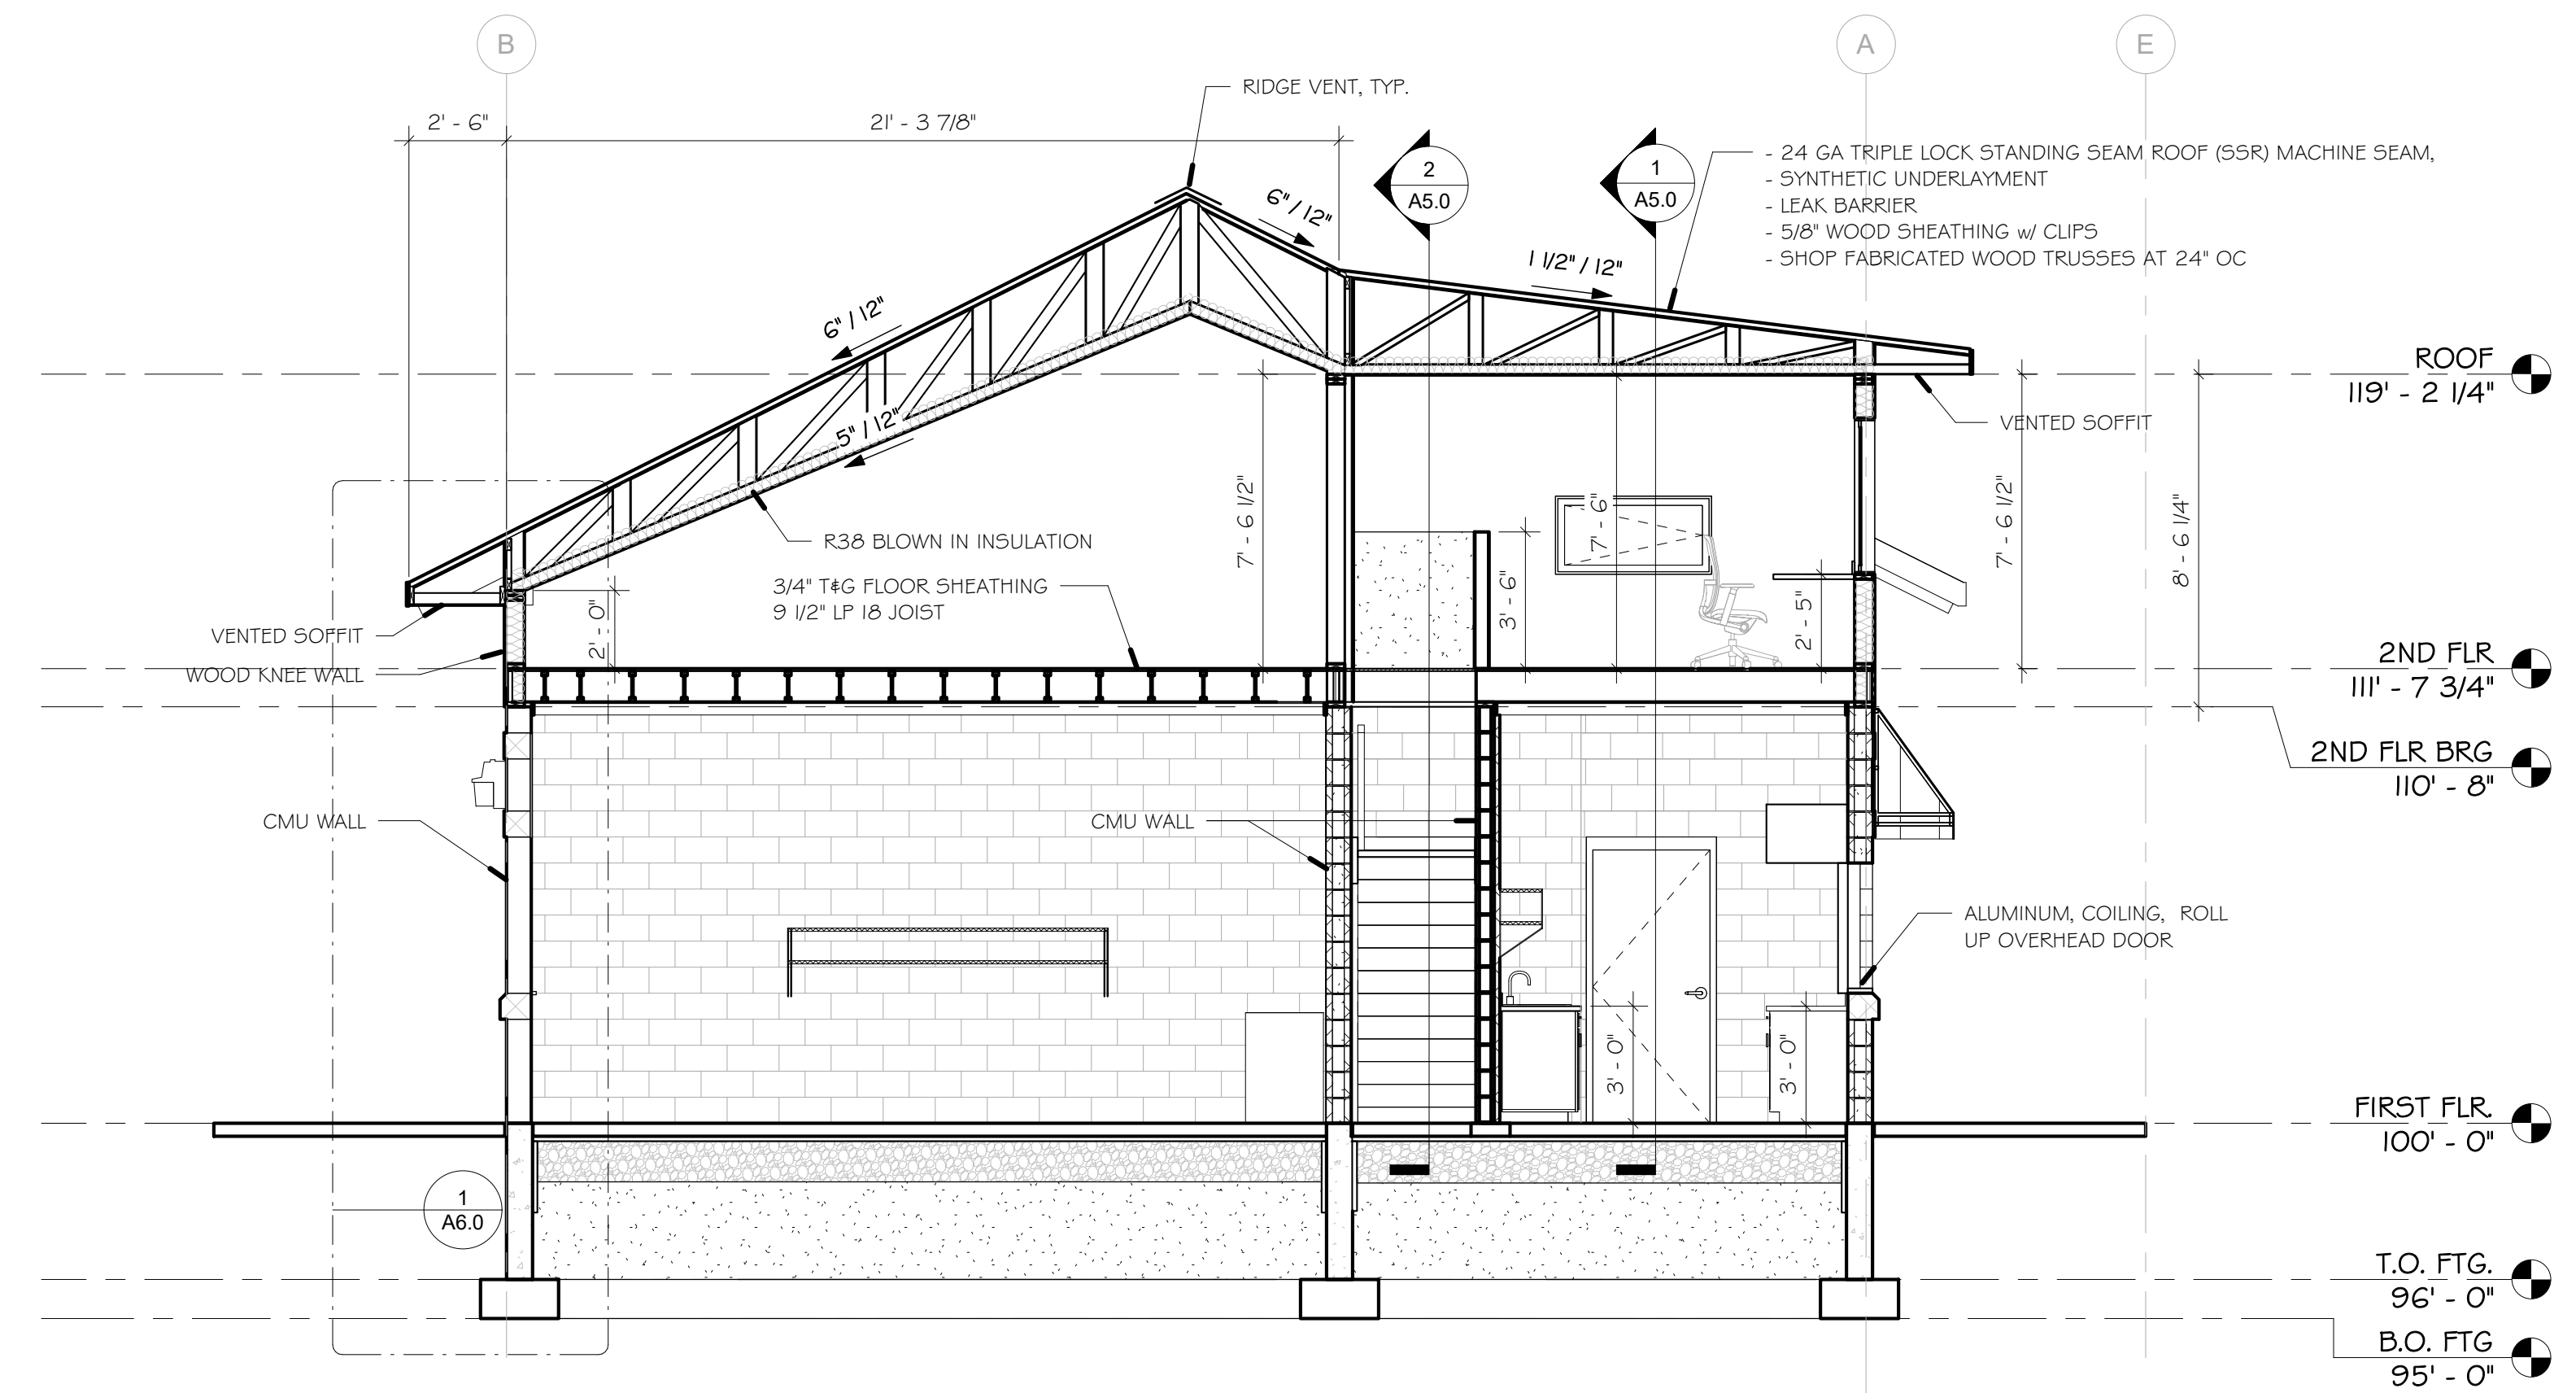 B
A
E
RIDGE VENT, TYP.
2' - 6"
21' - 3 7/8"
2
A5.0
1
A5.0
- 24 GA TRIPLE LOCK STANDING SEAM ROOF (SSR) MACHINE SEAM,
- SYNTHETIC UNDERLAYMENT
- LEAK BARRIER
- 5/8" WOOD SHEATHING w/ CLIPS
- SHOP FABRICATED WOOD TRUSSES AT 24" OC
6" / 12"
1 1/2" / 12"
6" / 12"
5" / 12"
ROOF
119' - 2 1/4"
VENTED SOFFIT
R38 BLOWN IN INSULATION
3/4" T&G FLOOR SHEATHING
9 1/2" LP 18 JOIST
2' - 0"
7' - 6 1/2"
3' - 6"
7' - 6"
2' - 5"
7' - 6 1/2"
8' - 6 1/4"
VENTED SOFFIT
WOOD KNEE WALL
2ND FLR
111' - 7 3/4"
2ND FLR BRG
110' - 8"
CMU WALL
CMU WALL
ALUMINUM, COILING, ROLL
UP OVERHEAD DOOR
3' - 0"
3' - 0"
FIRST FLR.
100' - 0"
1
A6.0
T.O. FTG.
96' - 0"
B.O. FTG
95' - 0"